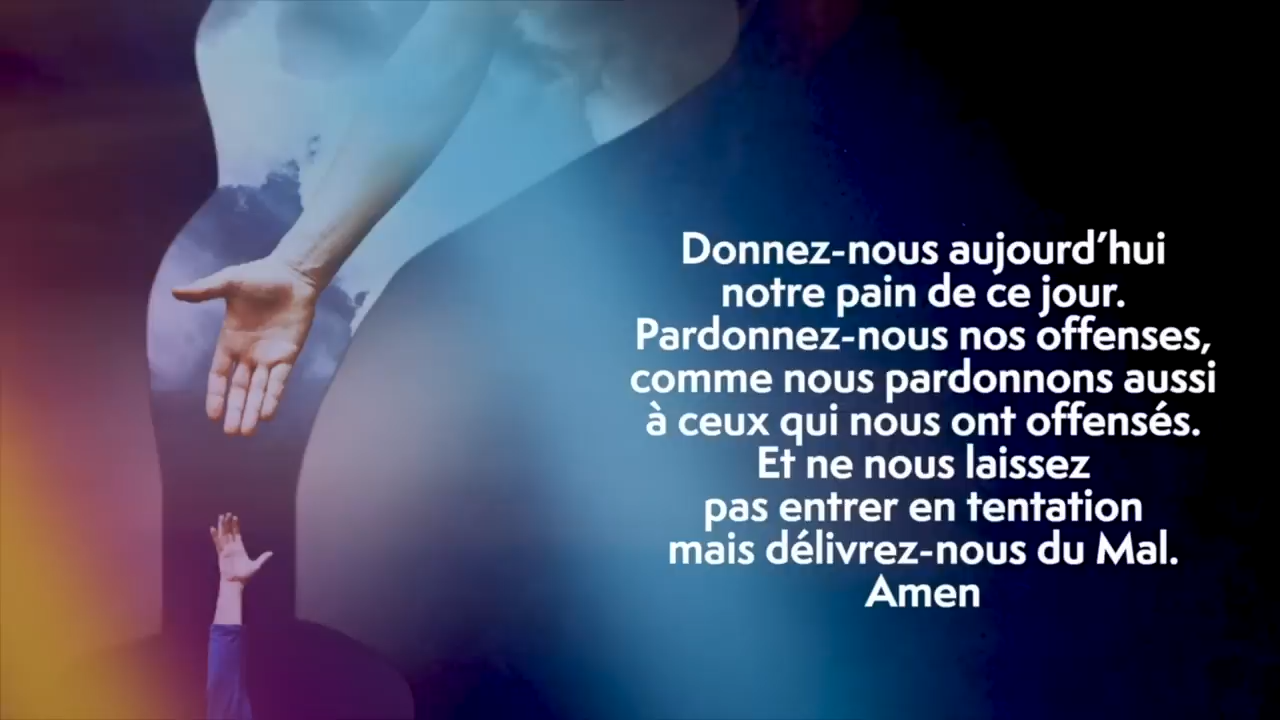 Donnez-nous aujourd’hui
notre pain de ce jour.
Pardonnez-nous nos offenses,
comme nous pardonnons aussi
à ceux qui nous ont offensés.
Et ne nous laissez
pas entrer en tentation
mais délivrez-nous du Mal.
Amen